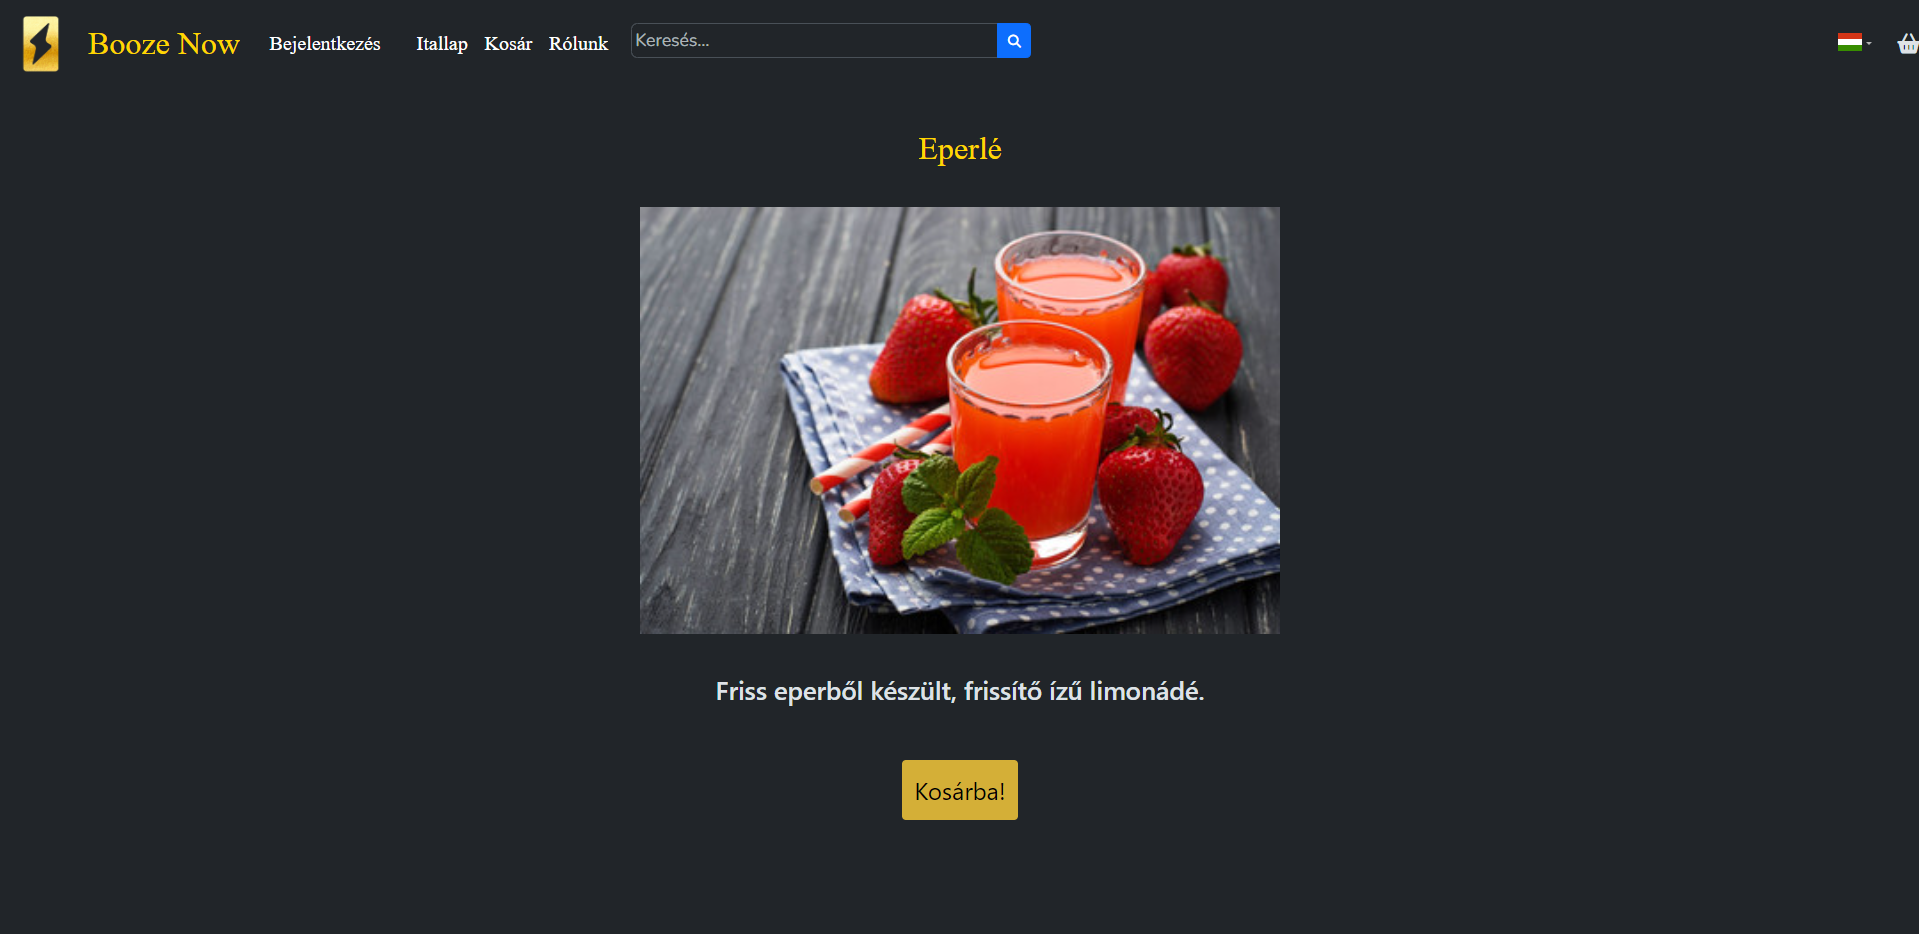 Booze Now Bejelentkezés Itallap Kosár Rólunk Keresés...
Eperlé
Friss eperből készült, frissítő ízű limonádé.
Kosárba!